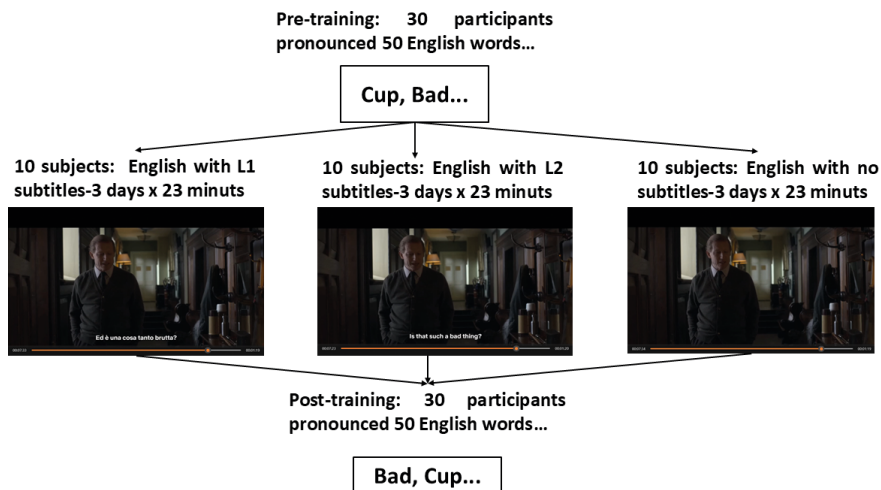 Pre-training: 30 participants
pronounced 50 English words…
Cup, Bad...
10 subjects: English with L1
subtitles-3 days x 23 minuts
10 subjects: English with L2
subtitles-3 days x 23 minuts
10 subjects: English with no
subtitles-3 days x 23 minuts
Ed è una cosa tanto brutta?
Is that such a bad thing?
Post-training: 30 participants
pronounced 50 English words…
Bad, Cup...